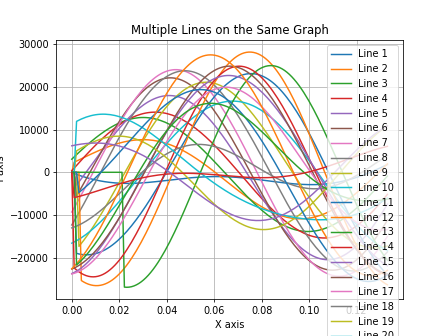 Multiple Lines on the Same Graph
30000
20000
10000
0
−10000
−20000
0.00
0.02
0.04
0.06
0.08
0.10
X axis
axis
Line 1
Line 2
Line 3
Line 4
Line 5
Line 6
Line 7
Line 8
Line 9
Line 10
Line 11
Line 12
Line 13
Line 14
Line 15
Line 16
Line 17
Line 18
Line 19
Line 20